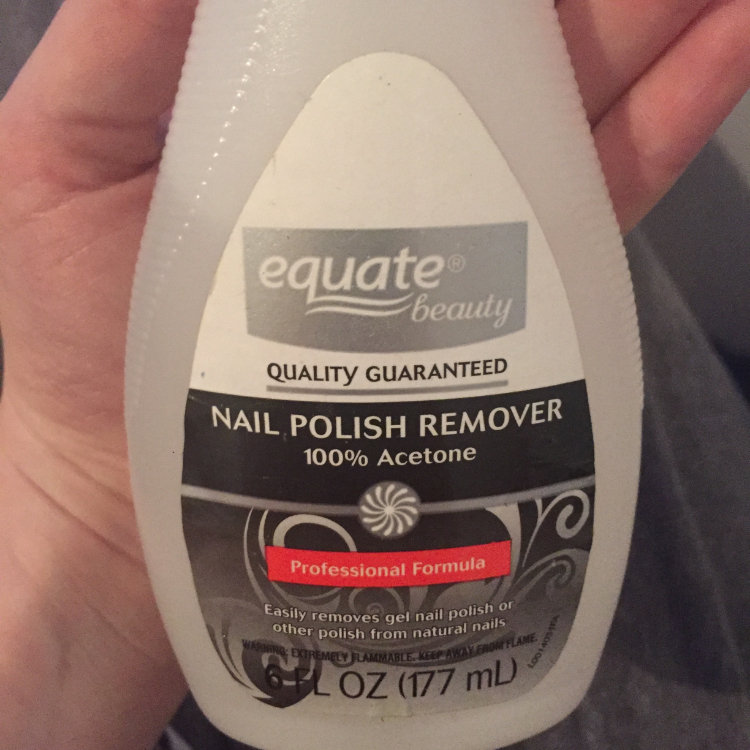 equate®
beauty
QUALITY GUARANTEED
NAIL POLISH REMOVER
100% Acetone
Professional Formula
Easily removes gel nail polish or
other polish from natural nails
WARNING: EXTREMELY FLAMMABLE. KEEP AWAY FROM FLAME.
6 FL OZ (177 mL)